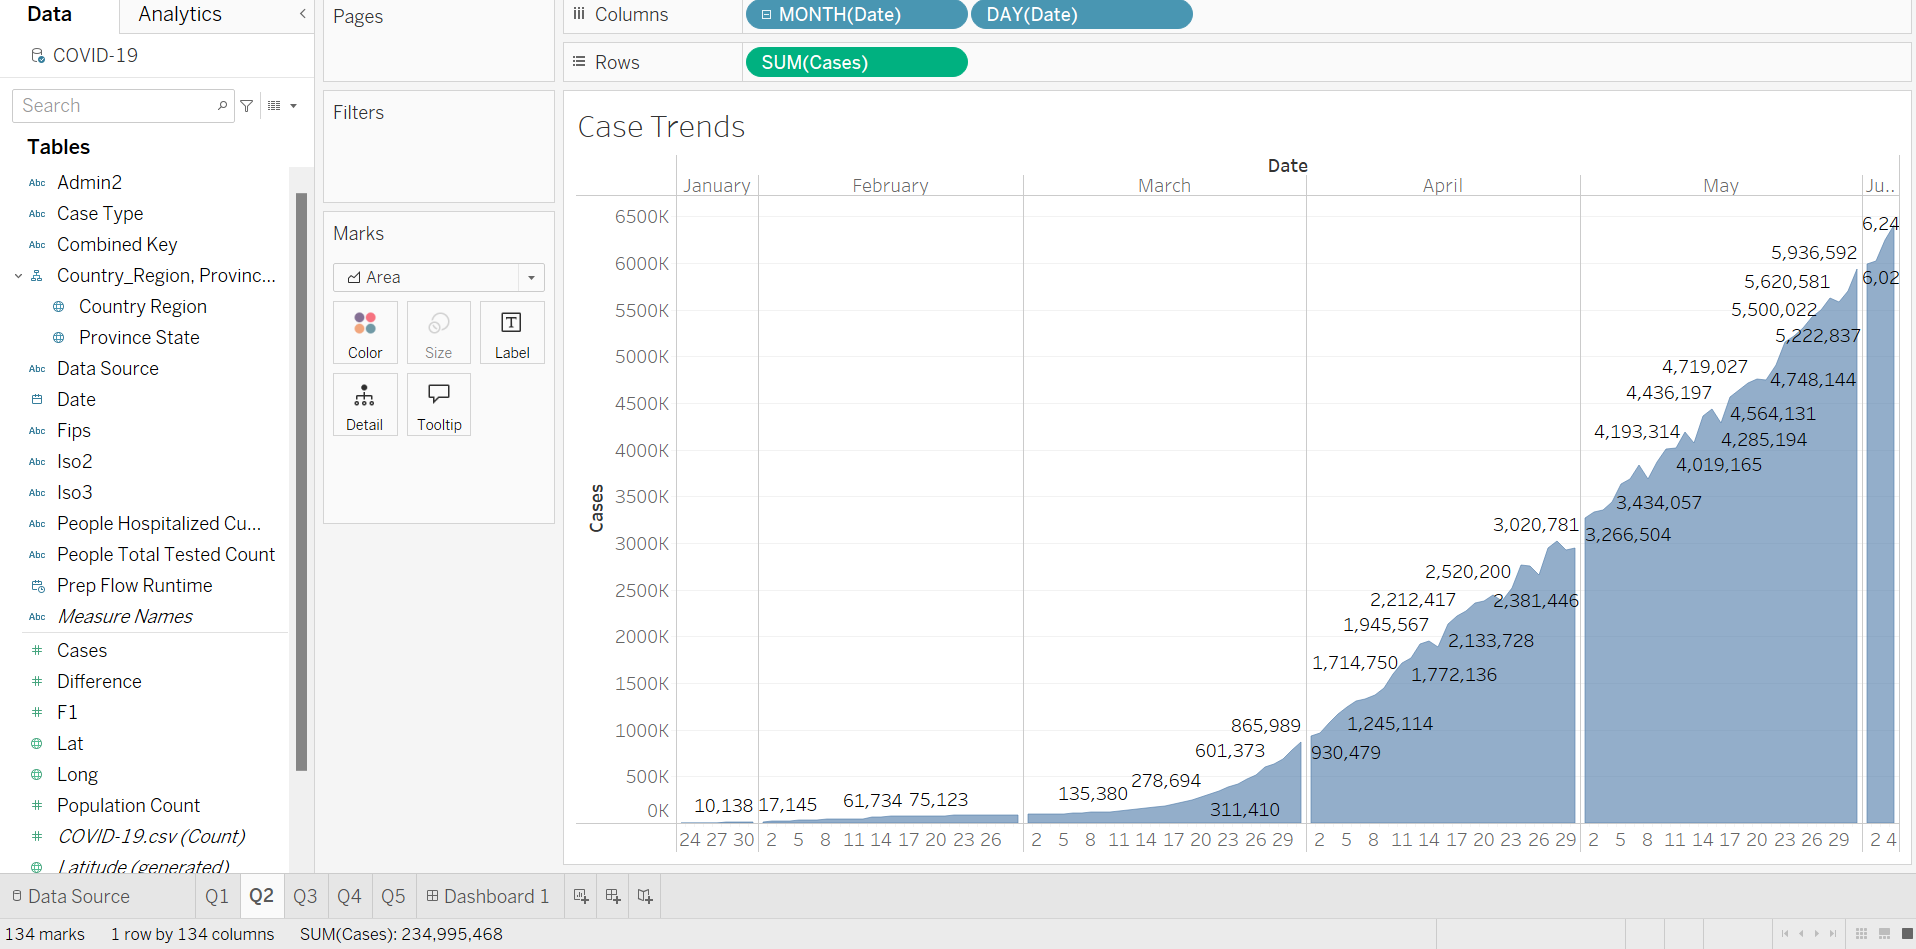 Data
Analytics
COVID-19
Search
Tables
Abc Admin2
Abc Case Type
Abc Combined Key
Country_Region, Provinc...
Country Region
Province State
Abc Data Source
Date
Abc Fips
Abc Iso2
Abc Iso3
Abc People Hospitalized Cu...
Abc People Total Tested Count
Prep Flow Runtime
Abc Measure Names
# Cases
# Difference
# F1
Lat
Long
# Population Count
# COVID-19.csv (Count)
Latitude (generated)
Pages
Filters
Marks
Area
Color Size Label
Detail Tooltip
Columns MONTH(Date) DAY(Date)
Rows SUM(Cases)
Case Trends
Date
January February March April May Ju..
Cases
6500K
6000K
5500K
5000K
4500K
4000K
3500K
3000K
2500K
2000K
1500K
1000K
500K
0K
10,138
17,145
61,734
75,123
135,380
278,694
311,410
601,373
865,989
930,479
1,245,114
1,714,750
1,772,136
1,945,567
2,133,728
2,212,417
2,381,446
2,520,200
3,020,781
3,266,504
3,434,057
4,193,314
4,019,165
4,285,194
4,436,197
4,564,131
4,719,027
4,748,144
5,222,837
5,500,022
5,620,581
5,936,592
6,02
6,24
24 27 30 2 5 8 11 14 17 20 23 26 2 5 8 11 14 17 20 23 26 29 2 5 8 11 14 17 20 23 26 29 2 5 8 11 14 17 20 23 26 29 2 4
Data Source Q1 Q2 Q3 Q4 Q5 Dashboard 1
134 marks 1 row by 134 columns SUM(Cases): 234,995,468